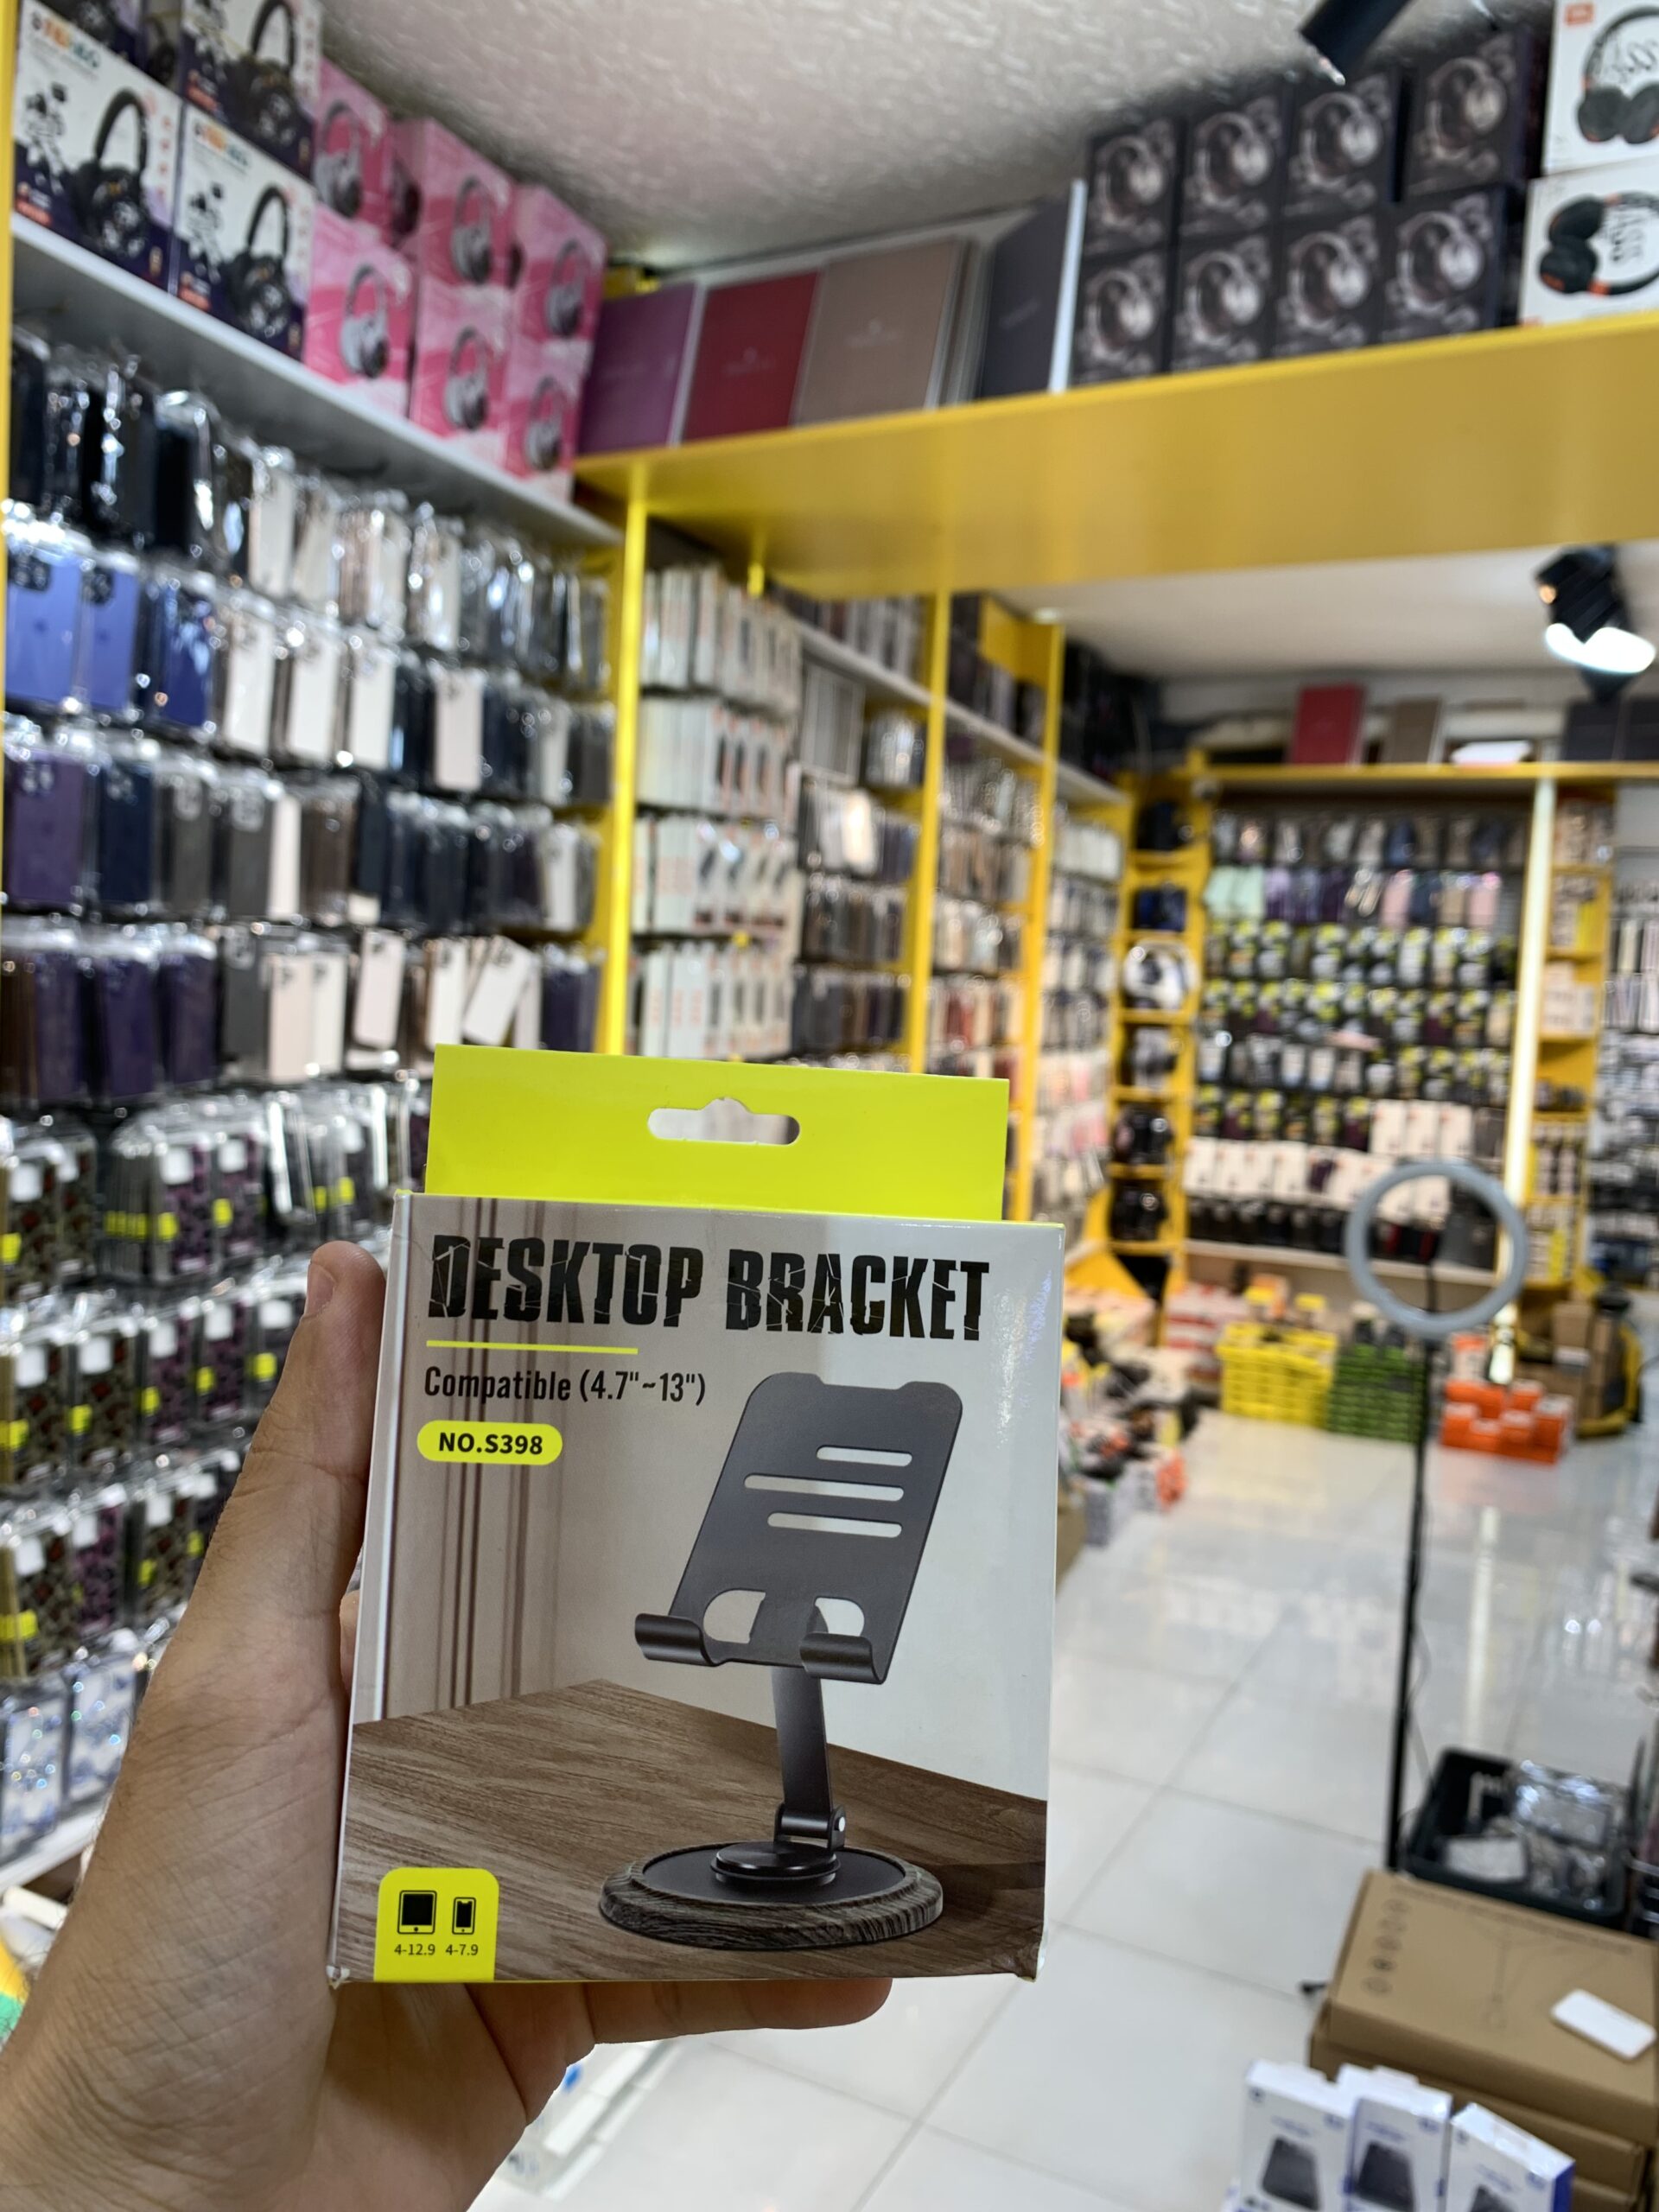 DESKTOP BRACKET
Compatible (4.7"~13")
NO.S398
4-12.9 4-7.9